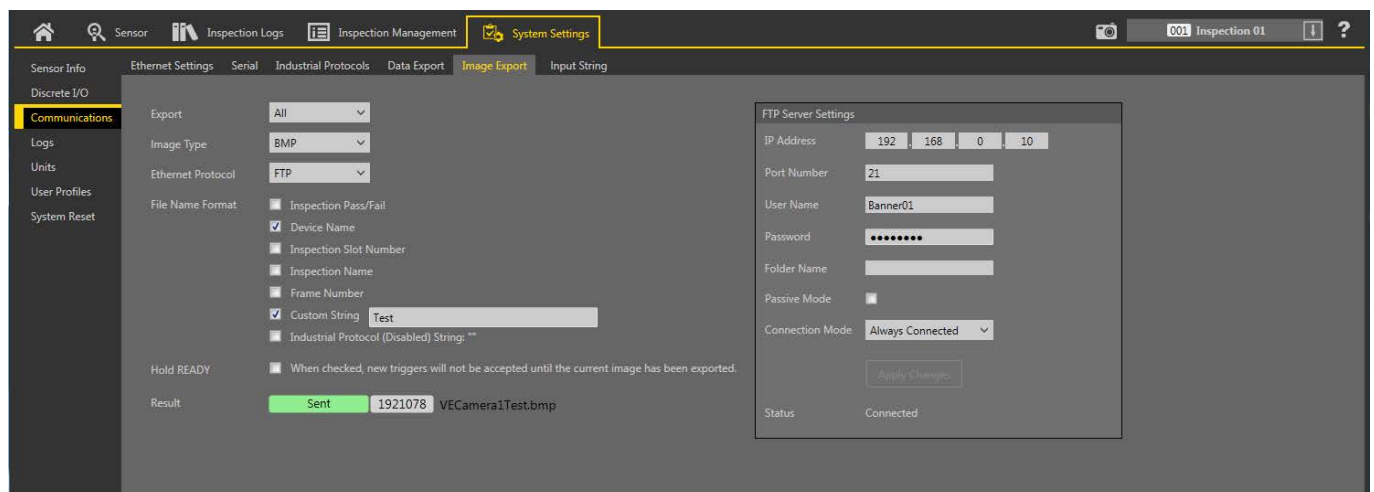 Sensor Inspection Logs Inspection Management System Settings 001 Inspection 01 ?
Sensor Info
Discrete I/O
Communications
Logs
Units
User Profiles
System Reset
Ethernet Settings Serial Industrial Protocols Data Export Image Export Input String
Export All
Image Type BMP
Ethernet Protocol FTP
File Name Format Inspection Pass/Fail
Device Name
Inspection Slot Number
Inspection Name
Frame Number
Custom String Test
Industrial Protocol (Disabled) String: ""
Hold READY When checked, new triggers will not be accepted until the current image has been exported.
Result Sent 1921078 VECamera1Test.bmp
FTP Server Settings
IP Address 192 . 168 . 0 . 10
Port Number 21
User Name Banner01
Password ●●●●●●●●
Folder Name
Passive Mode
Connection Mode Always Connected
Apply Changes
Status Connected